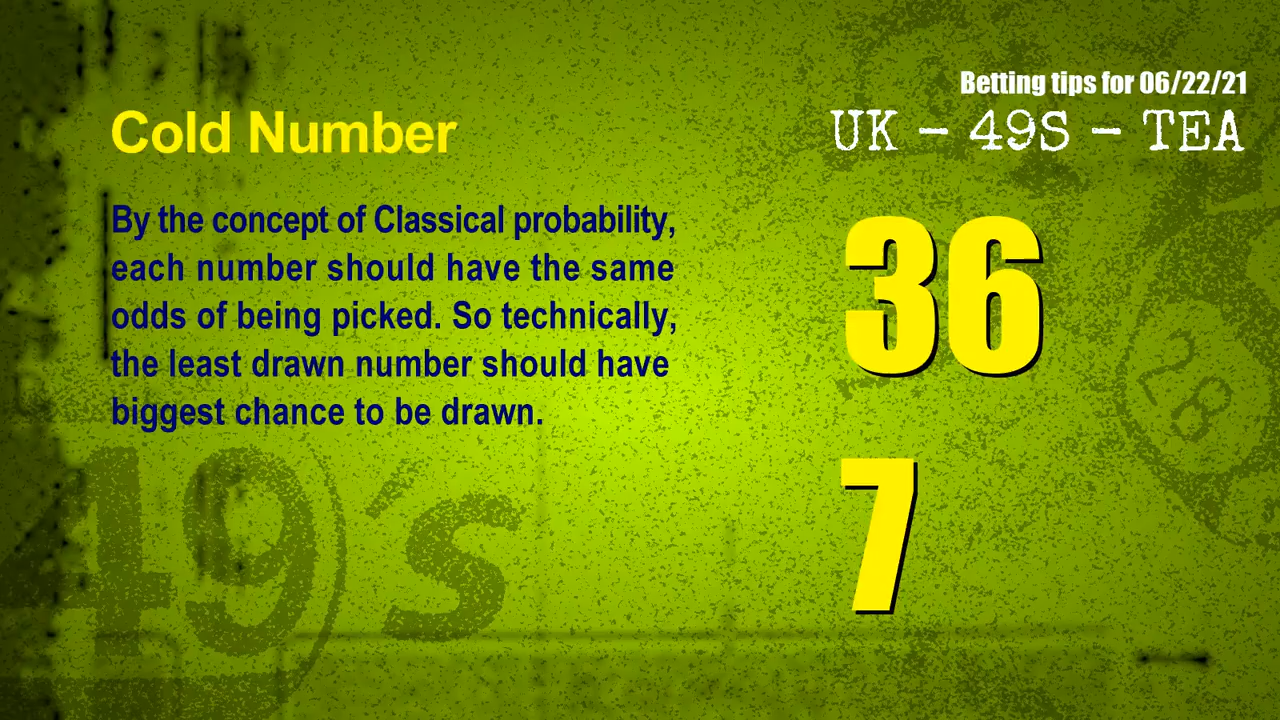 Betting tips for 06/22/21
UK - 49S - TEA
Cold Number
By the concept of Classical probability,
each number should have the same
odds of being picked. So technically,
the least drawn number should have
biggest chance to be drawn.
36
7
28
49's